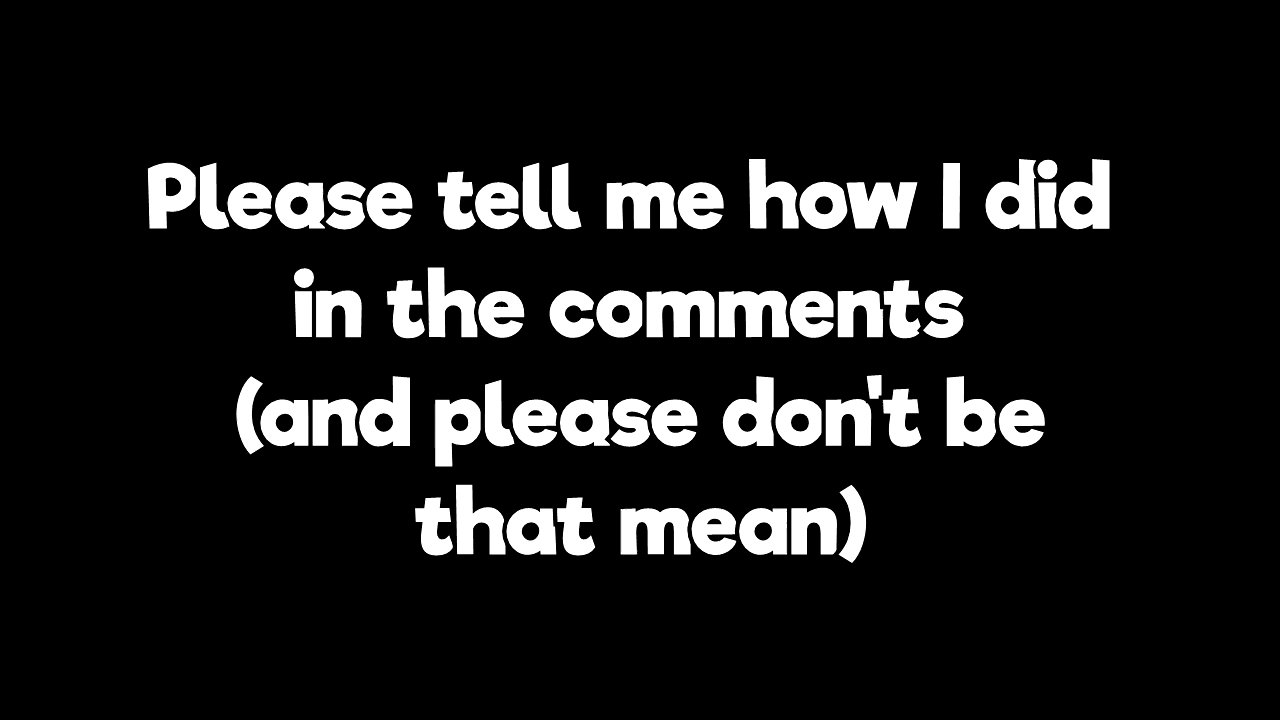 Please tell me how I did
in the comments
(and please don't be
that mean)